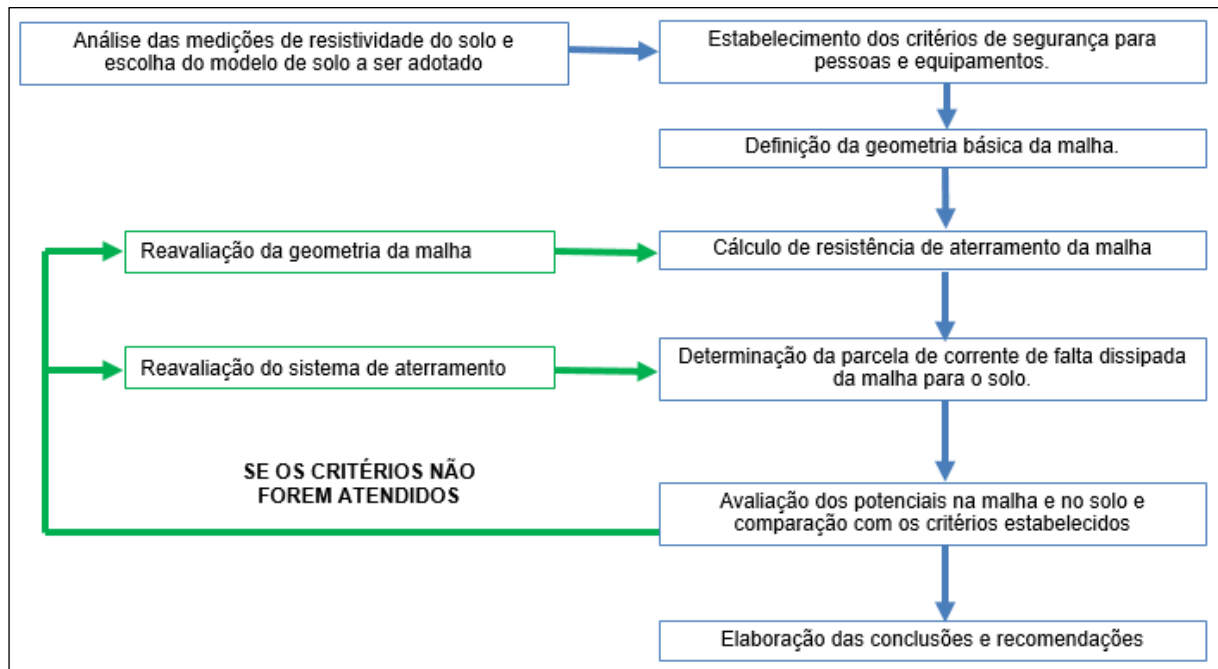 Análise das medições de resistividade do solo e
escolha do modelo de solo a ser adotado
Estabelecimento dos critérios de segurança para
pessoas e equipamentos.
Definição da geometria básica da malha.
Reavaliação da geometria da malha
Cálculo de resistência de aterramento da malha
Reavaliação do sistema de aterramento
Determinação da parcela de corrente de falta dissipada
da malha para o solo.
SE OS CRITÉRIOS NÃO
FOREM ATENDIDOS
Avaliação dos potenciais na malha e no solo e
comparação com os critérios estabelecidos
Elaboração das conclusões e recomendações